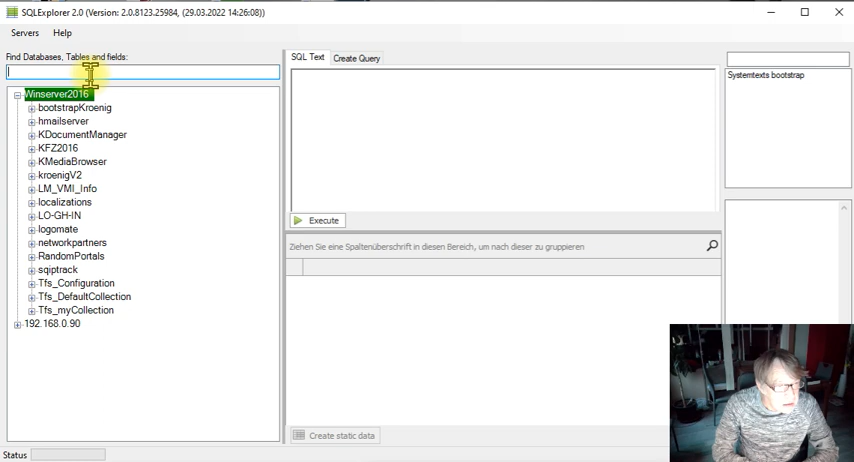 SQLExplorer 2.0 (Version: 2.0.8123.25984, (29.03.2022 14:26:08))
Servers Help
Find Databases, Tables and fields:
SQL Text Create Query
Systemtexts bootstrap
Winserver2016
bootstrapKroenig
hmailserver
KDocumentManager
KFZ2016
KMediaBrowser
kroenigV2
LM_VMI_Info
localizations
LO-GH-IN
logomate
networkpartners
RandomPortals
sqiptrack
Tfs_Configuration
Tfs_DefaultCollection
Tfs_myCollection
192.168.0.90
Execute
Ziehen Sie eine Spaltenüberschrift in diesen Bereich, um nach dieser zu gruppieren
Create static data
Status